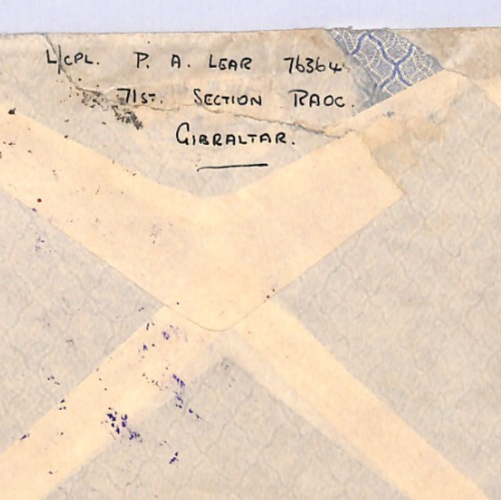 L/CPL. P. A. LEAR 76364
71ST. SECTION RAOC.
GIBRALTAR.